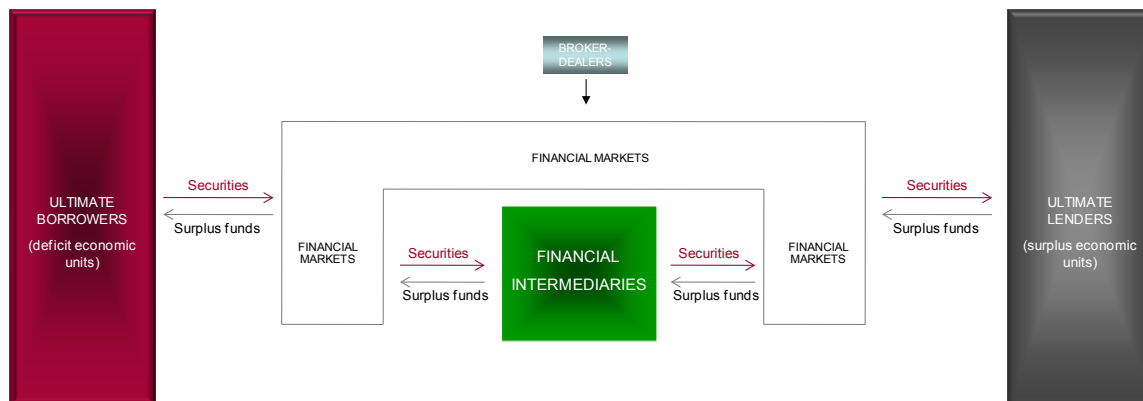 BROKER-
DEALERS
FINANCIAL MARKETS
Securities
Surplus funds
ULTIMATE
BORROWERS
(deficit economic
units)
FINANCIAL
MARKETS
Securities
Surplus funds
FINANCIAL
INTERMEDIARIES
Securities
Surplus funds
FINANCIAL
MARKETS
Securities
Surplus funds
ULTIMATE
LENDERS
(surplus economic
units)